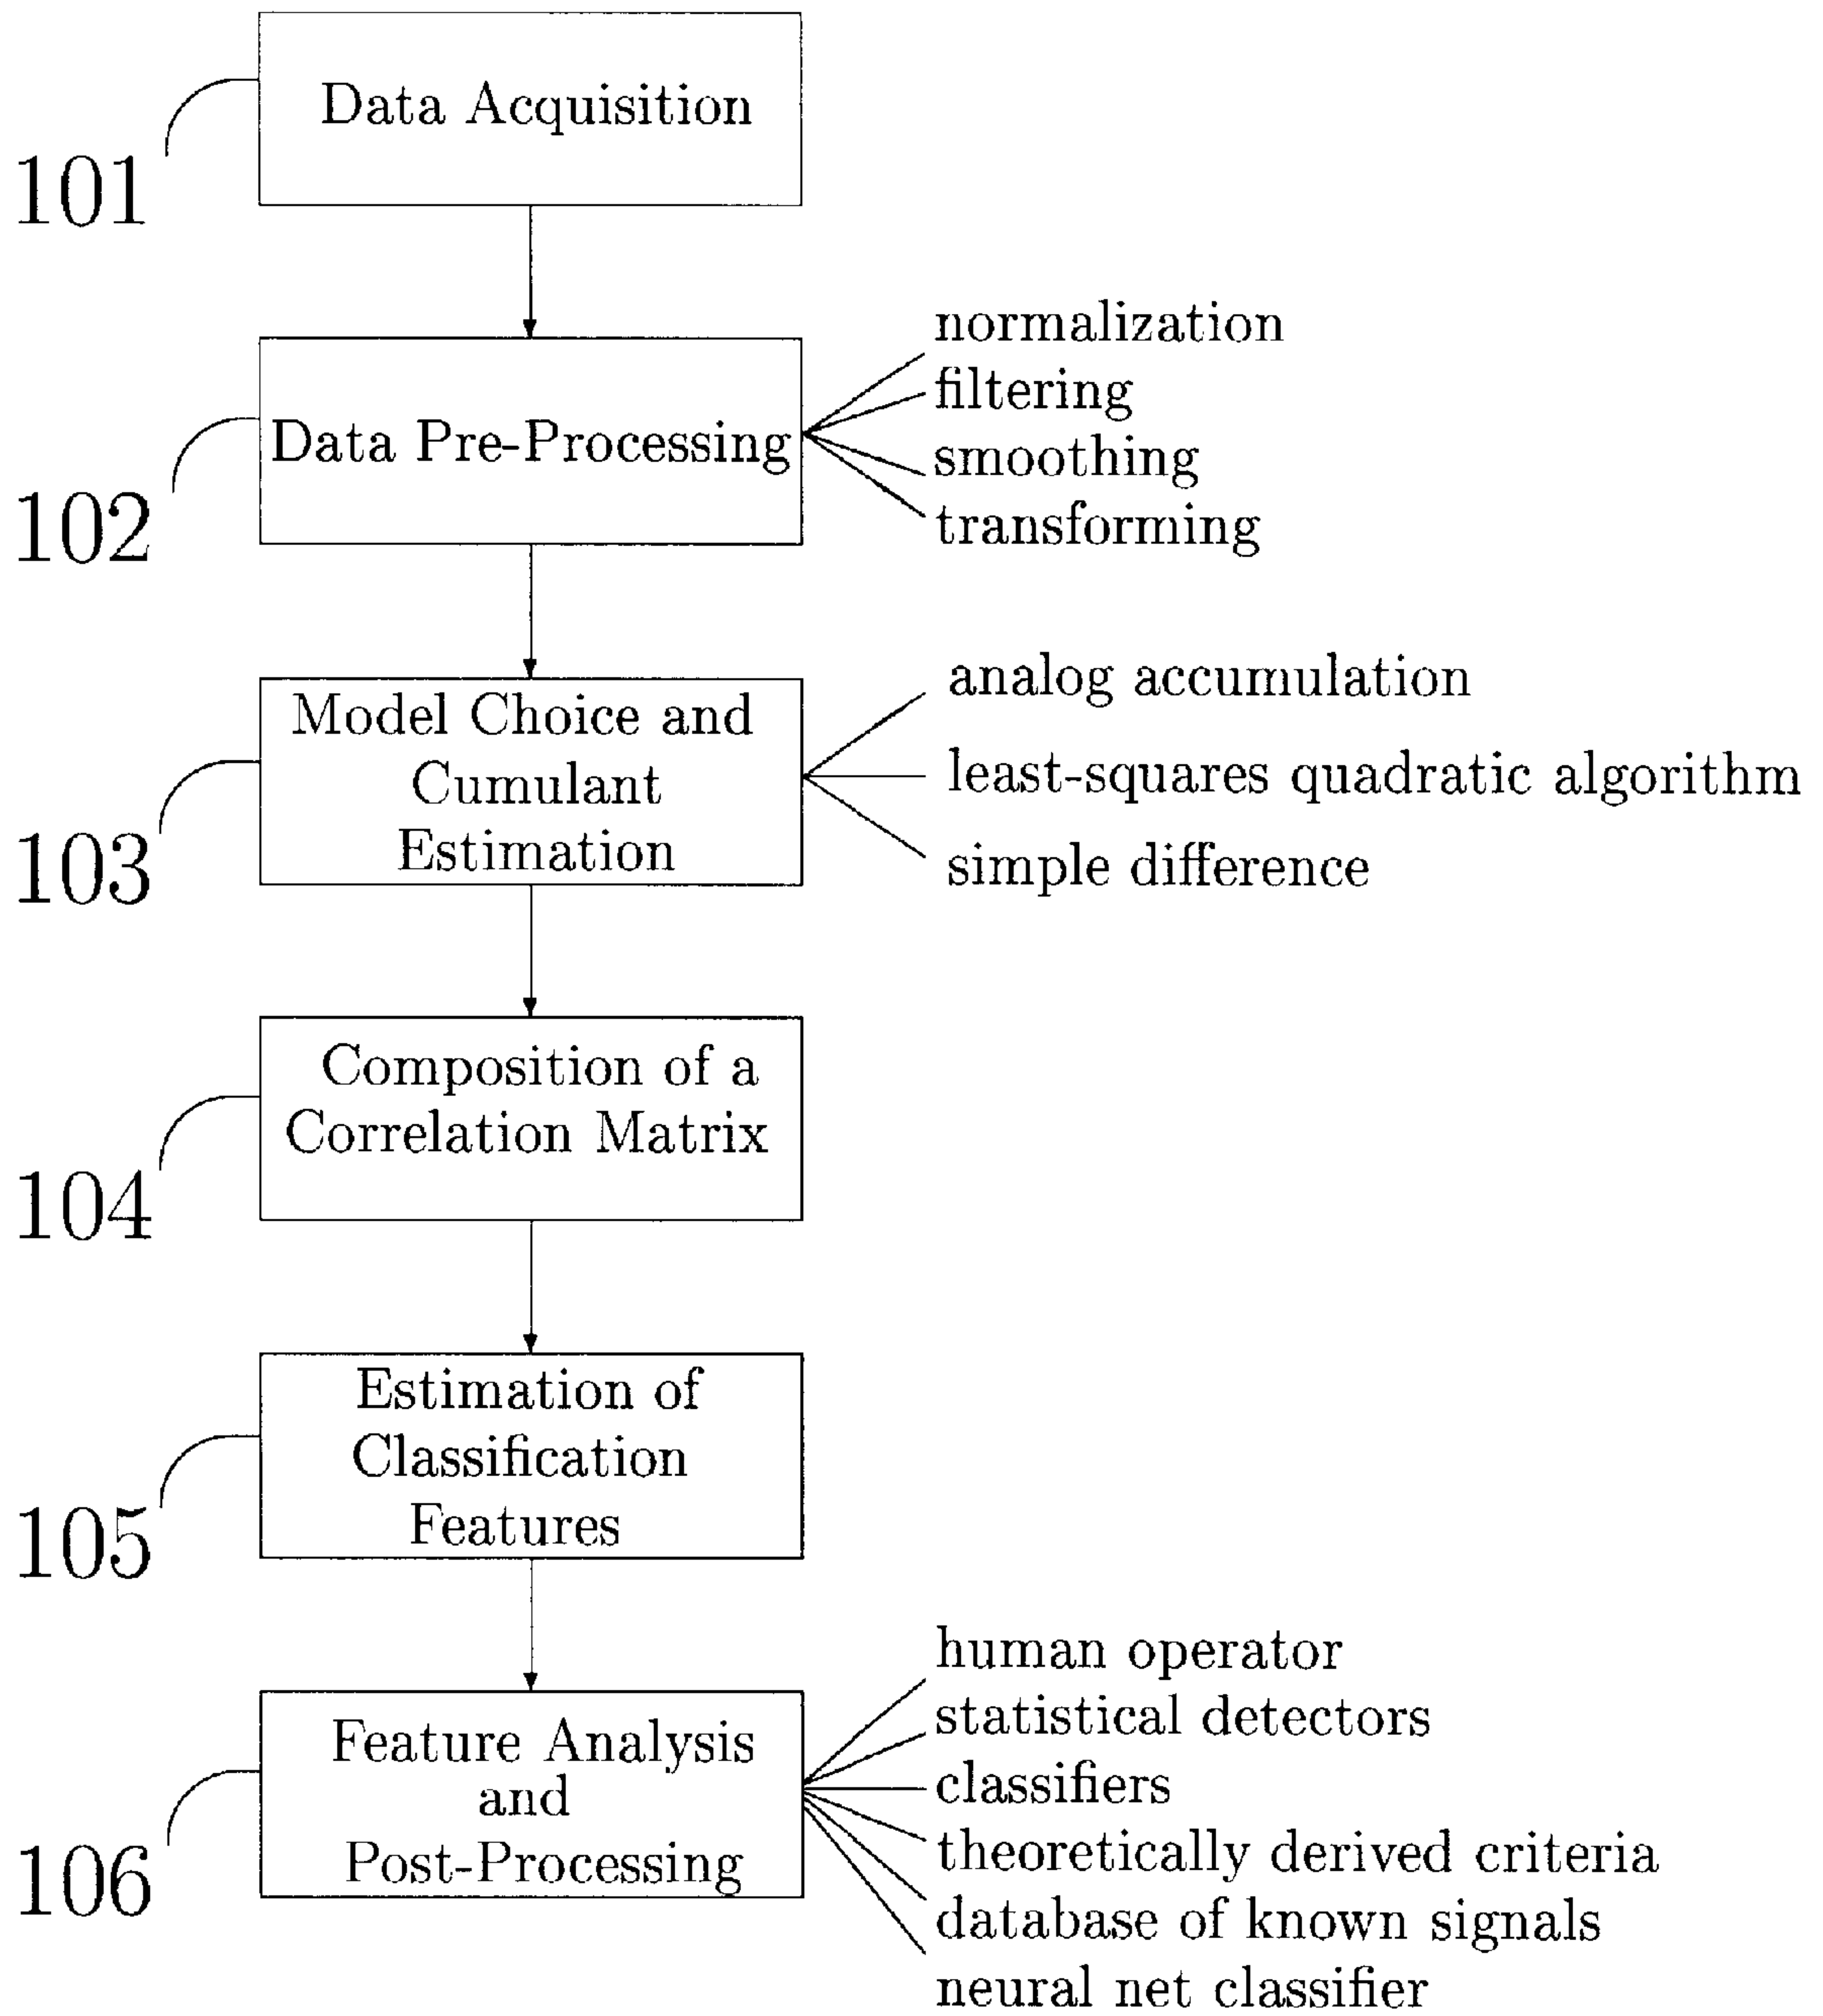 Data Acquisition
101
normalization
filtering
Data Pre-Processing
smoothing
102
transforming
analog accumulation
Model Choice and
Cumulant
least-squares quadratic algorithm
Estimation
103
simple difference
Composition of a
Correlation Matrix
104
Estimation of
Classification
Features
105
human operator
statistical detectors
Feature Analysis
classifiers
and
theoretically derived criteria
Post-Processing
106
database of known signals
neural net classifier